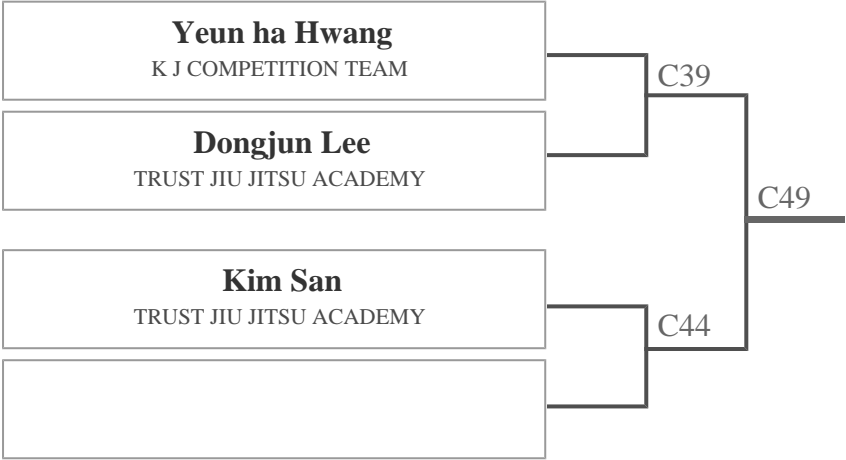 Yeun ha Hwang
K J COMPETITION TEAM
C39
Dongjun Lee
TRUST JIU JITSU ACADEMY
C49
Kim San
TRUST JIU JITSU ACADEMY
C44